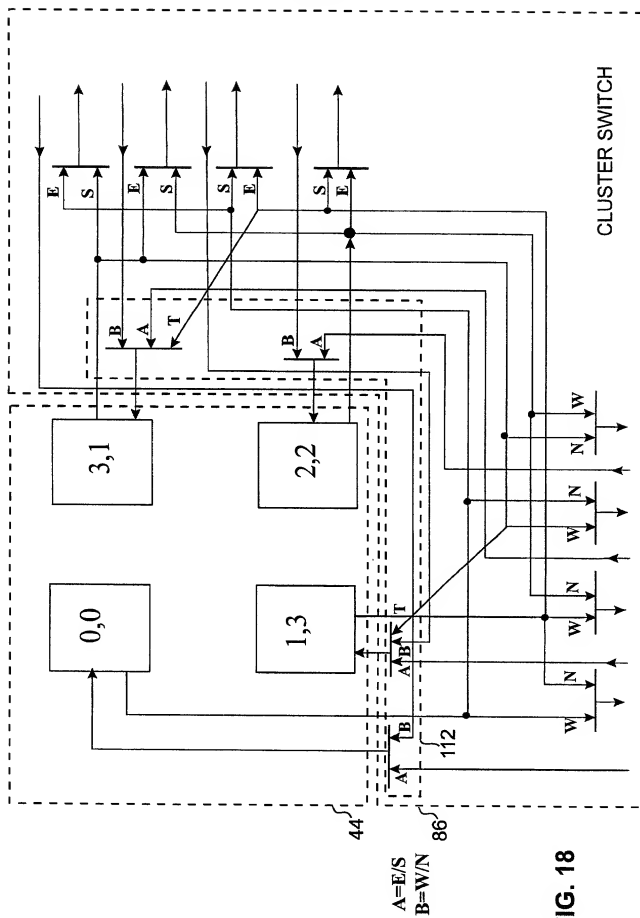 CLUSTER SWITCH
E
S
E
S
S
E
S
E
B
A
T
B
A
3,1
2,2
0,0
1,3
T
B
A
B
A
N
W
N
W
N
W
N
W
112
86
44
A=E/S
B=W/N
IG. 18